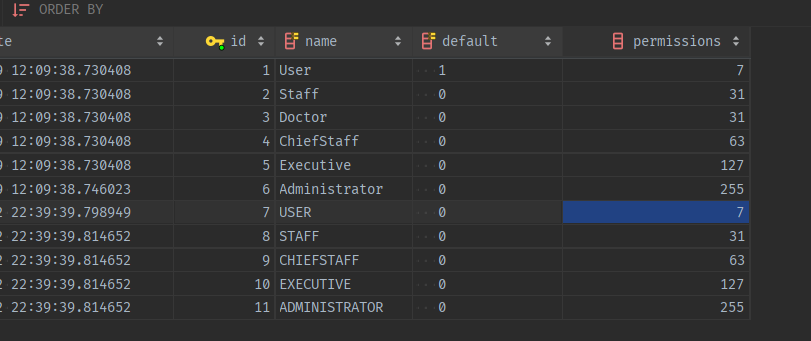 ORDER BY
te id name default permissions
9 12:09:38.730408 1 User 1 7
9 12:09:38.730408 2 Staff 0 31
9 12:09:38.730408 3 Doctor 0 31
9 12:09:38.730408 4 ChiefStaff 0 63
9 12:09:38.730408 5 Executive 0 127
9 12:09:38.746023 6 Administrator 0 255
2 22:39:39.798949 7 USER 0 7
2 22:39:39.814652 8 STAFF 0 31
2 22:39:39.814652 9 CHIEFSTAFF 0 63
2 22:39:39.814652 10 EXECUTIVE 0 127
2 22:39:39.814652 11 ADMINISTRATOR 0 255